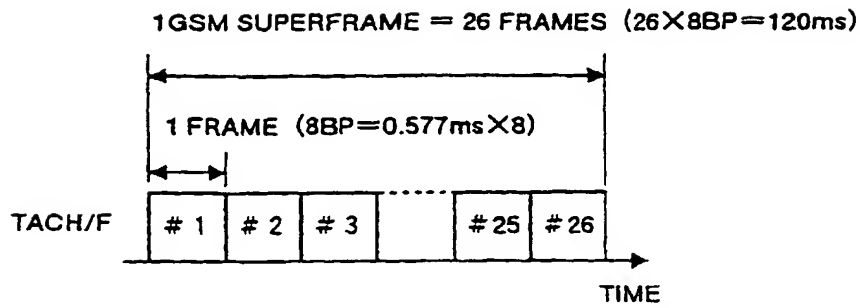 1GSM SUPERFRAME = 26 FRAMES (26×8BP=120ms)
1 FRAME (8BP=0.577ms×8)
TACH/F #1 #2 #3 #25 #26
TIME